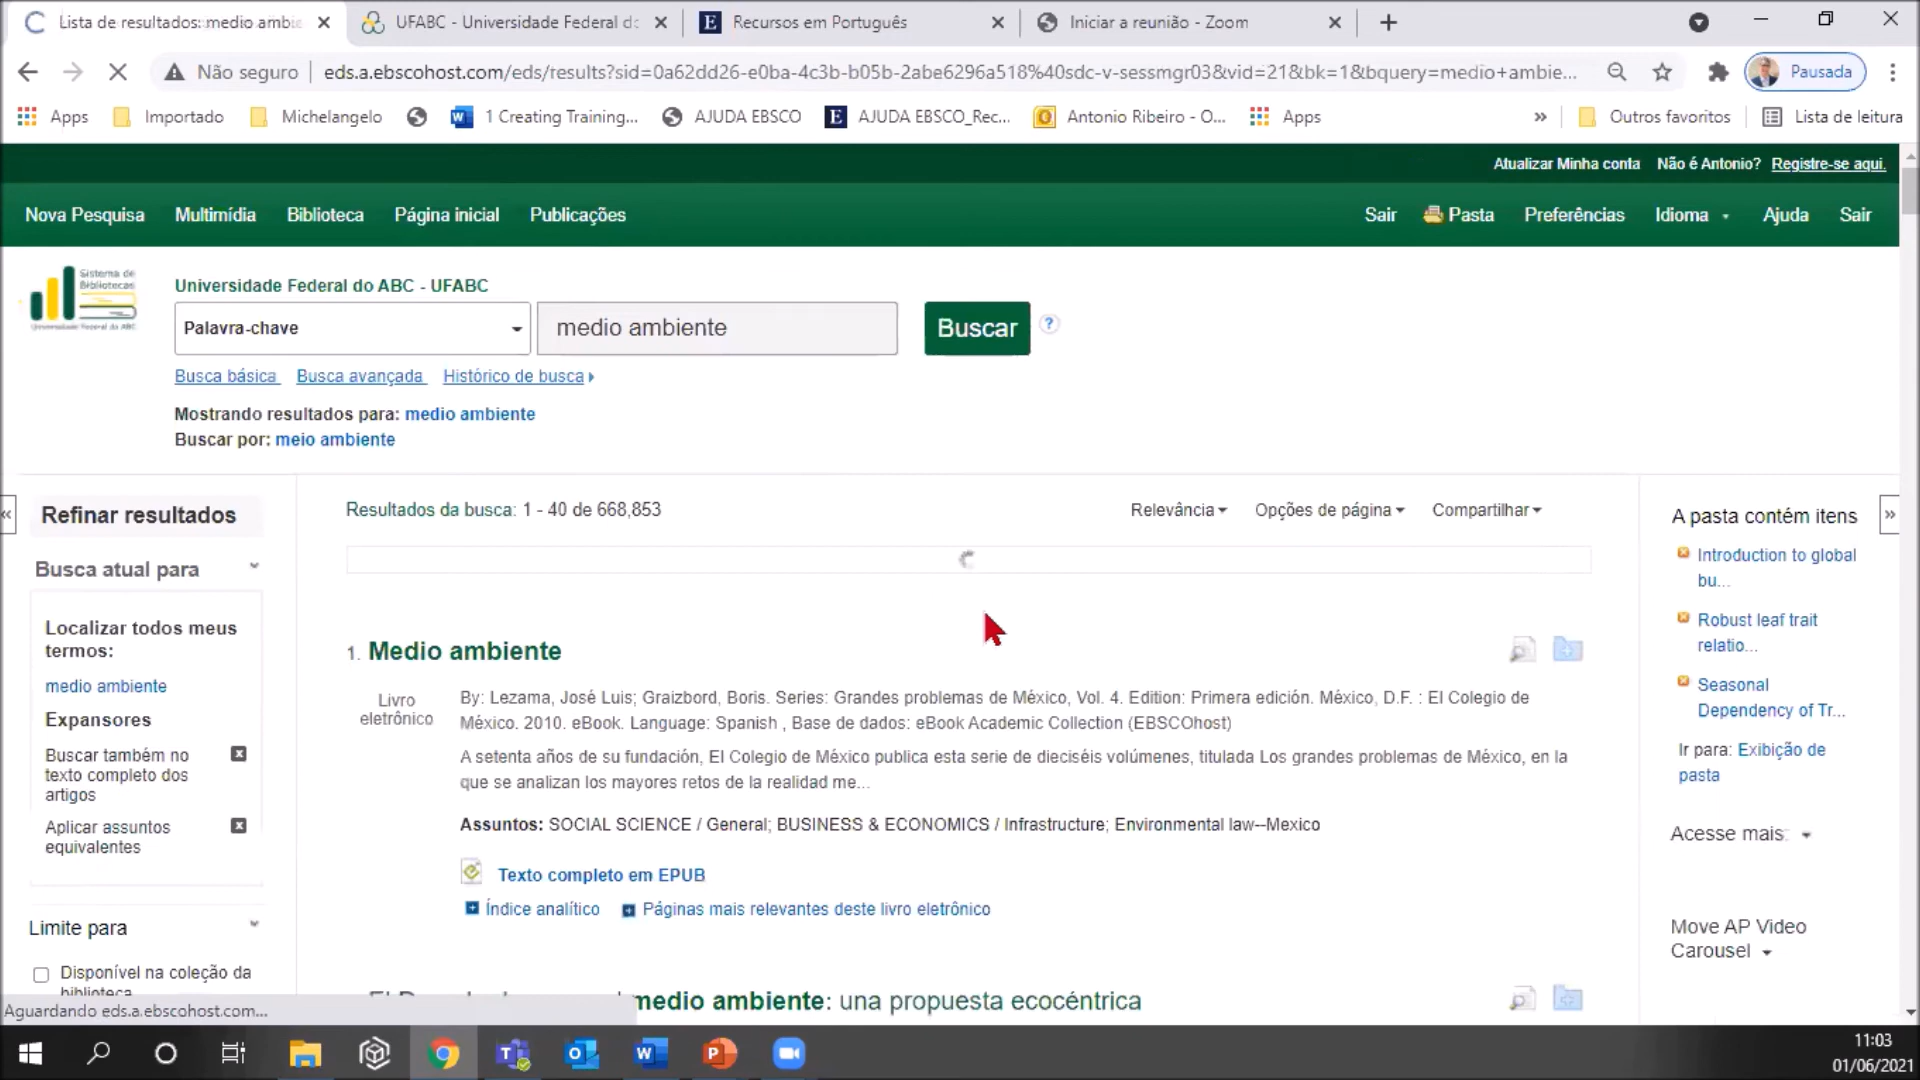 Lista de resultados: medio ambie
UFABC - Universidade Federal do
Recursos em Português
Iniciar a reunião - Zoom
Não seguro
eds.a.ebscohost.com/eds/results?sid=0a62dd26-e0ba-4c3b-b05b-2abe6296a518%40sdc-v-sessmgr03&vid=21&bk=1&bquery=medio+ambie...
Pausada
Apps
Importado
Michelangelo
1 Creating Training...
AJUDA EBSCO
AJUDA EBSCO_Rec...
Antonio Ribeiro - O...
Apps
»
Outros favoritos
Lista de leitura
Atualizar Minha conta Não é Antonio? Registre-se aqui.
Nova Pesquisa Multimídia Biblioteca Página inicial Publicações
Sair Pasta Preferências Idioma Ajuda Sair
Sistema de
Bibliotecas
Universidade Federal do ABC
Universidade Federal do ABC - UFABC
Palavra-chave
medio ambiente
Buscar
?
Busca básica Busca avançada Histórico de busca
Mostrando resultados para: medio ambiente
Buscar por: meio ambiente
«
Refinar resultados
Busca atual para
Localizar todos meus
termos:
medio ambiente
Expansores
Buscar também no
texto completo dos
artigos
Aplicar assuntos
equivalentes
Limite para
Disponível na coleção da
biblioteca
Aguardando eds.a.ebscohost.com...
Resultados da busca: 1 - 40 de 668,853
Relevância Opções de página Compartilhar
1. Medio ambiente
Livro
eletrônico
By: Lezama, José Luis; Graizbord, Boris. Series: Grandes problemas de México, Vol. 4. Edition: Primera edición. México, D.F. : El Colegio de
México. 2010. eBook. Language: Spanish , Base de dados: eBook Academic Collection (EBSCOhost)
A setenta años de su fundación, El Colegio de México publica esta serie de dieciséis volúmenes, titulada Los grandes problemas de México, en la
que se analizan los mayores retos de la realidad me...
Assuntos: SOCIAL SCIENCE / General; BUSINESS & ECONOMICS / Infrastructure; Environmental law--Mexico
Texto completo em EPUB
Índice analítico Páginas mais relevantes deste livro eletrônico
medio ambiente: una propuesta ecocéntrica
A pasta contém itens
»
Introduction to global
bu...
Robust leaf trait
relatio...
Seasonal
Dependency of Tr...
Ir para: Exibição de
pasta
Acesse mais:
Move AP Video
Carousel
11:03
01/06/2021